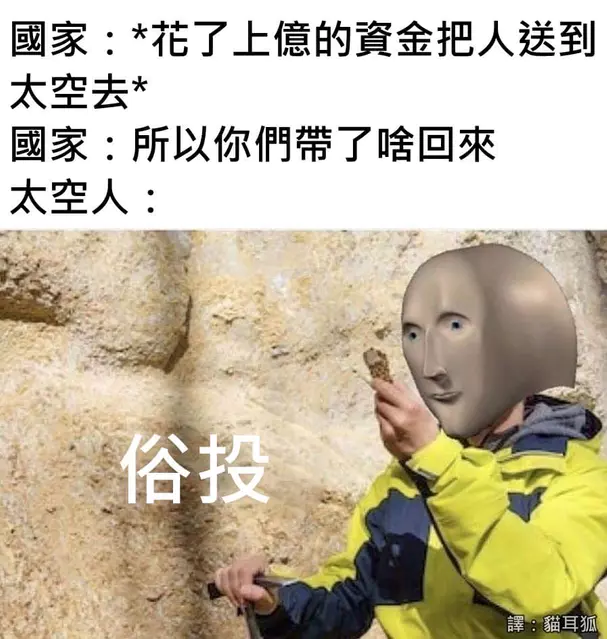 國家：*花了上億的資金把人送到
太空去*
國家：所以你們帶了啥回來
太空人：
俗投
譯：貓耳狐